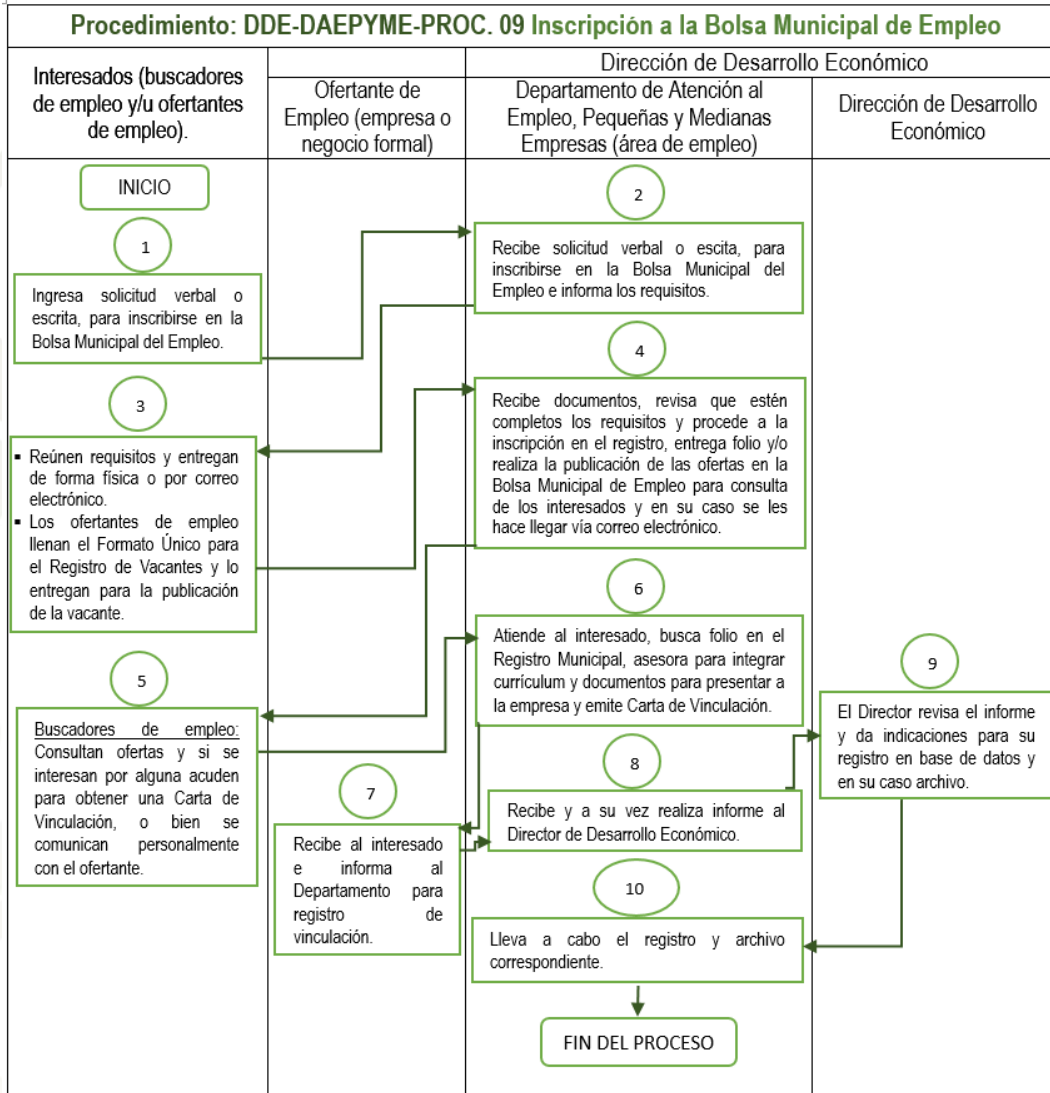 Procedimiento: DDE-DAEPYME-PROC. 09 Inscripción a la Bolsa Municipal de Empleo
Interesados (buscadores
de empleo y/u ofertantes
de empleo).
Ofertante de
Empleo (empresa o
negocio formal)
Dirección de Desarrollo Económico
Departamento de Atención al
Empleo, Pequeñas y Medianas
Empresas (área de empleo)
Dirección de Desarrollo
Económico
INICIO
1
Ingresa solicitud verbal o
escrita, para inscribirse en la
Bolsa Municipal del Empleo.
2
Recibe solicitud verbal o escita, para
inscribirse en la Bolsa Municipal del
Empleo e informa los requisitos.
3
▪ Reúnen requisitos y entregan
de forma física o por correo
electrónico.
▪ Los ofertantes de empleo
llenan el Formato Único para
el Registro de Vacantes y lo
entregan para la publicación
de la vacante.
4
Recibe documentos, revisa que estén
completos los requisitos y procede a la
inscripción en el registro, entrega folio y/o
realiza la publicación de las ofertas en la
Bolsa Municipal de Empleo para consulta
de los interesados y en su caso se les
hace llegar vía correo electrónico.
5
Buscadores de empleo:
Consultan ofertas y si se
interesan por alguna acuden
para obtener una Carta de
Vinculación, o bien se
comunican personalmente
con el ofertante.
6
Atiende al interesado, busca folio en el
Registro Municipal, asesora para integrar
currículum y documentos para presentar a
la empresa y emite Carta de Vinculación.
7
Recibe al interesado
e informa al
Departamento para
registro de
vinculación.
8
Recibe y a su vez realiza informe al
Director de Desarrollo Económico.
9
El Director revisa el informe
y da indicaciones para su
registro en base de datos y
en su caso archivo.
10
Lleva a cabo el registro y archivo
correspondiente.
FIN DEL PROCESO